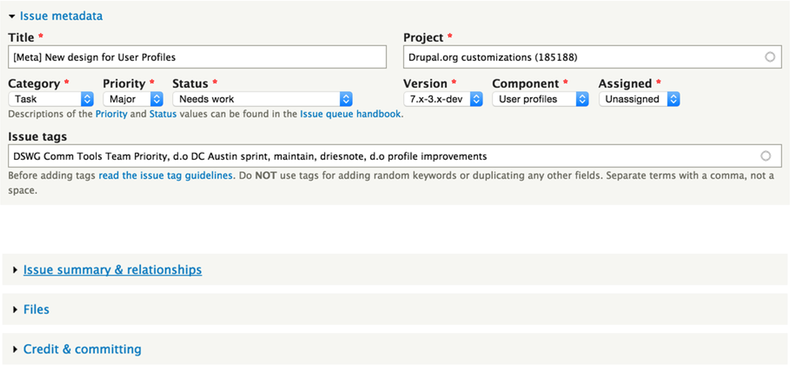 Issue metadata
Title * Project *
[Meta] New design for User Profiles Drupal.org customizations (185188)
Category * Priority * Status * Version * Component * Assigned *
Task Major Needs work 7.x-3.x-dev User profiles Unassigned
Descriptions of the Priority and Status values can be found in the Issue queue handbook.
Issue tags
DSWG Comm Tools Team Priority, d.o DC Austin sprint, maintain, driesnote, d.o profile improvements
Before adding tags read the issue tag guidelines. Do NOT use tags for adding random keywords or duplicating any other fields. Separate terms with a comma, not a
space.
Issue summary & relationships
Files
Credit & committing